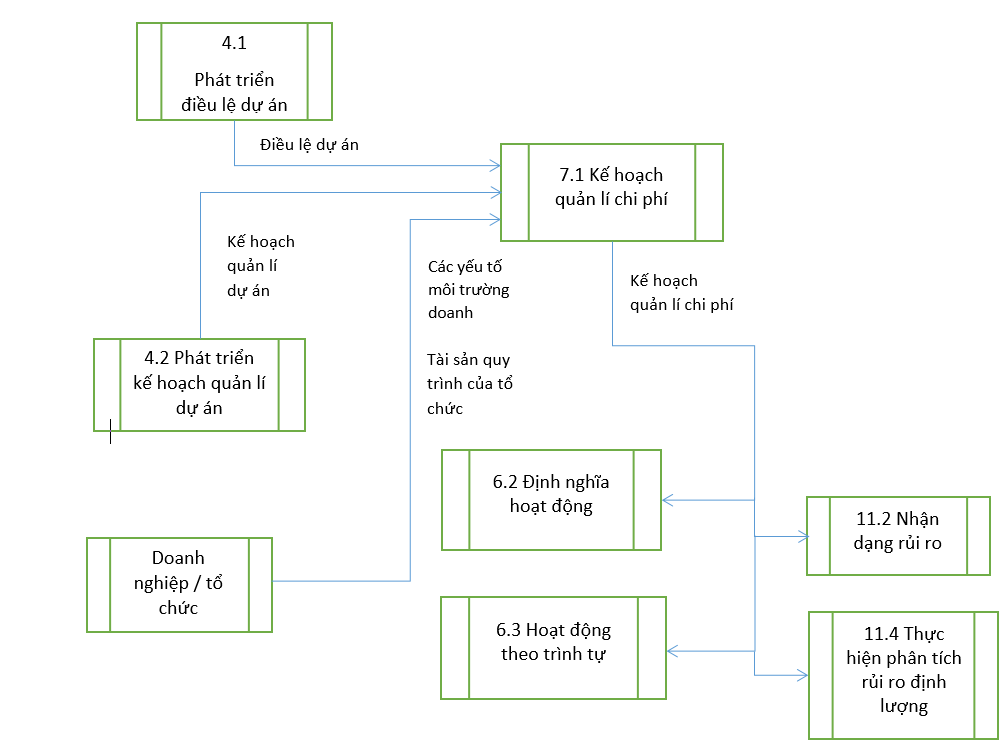 4.1
Phát triển
điều lệ dự án
Điều lệ dự án
7.1 Kế hoạch
quản lí chi phí
Kế hoạch
quản lí
dự án
Các yếu tố
môi trường
doanh
Kế hoạch
quản lí chi phí
4.2 Phát triển
kế hoạch quản lí
dự án
Tài sản quy
trình của tổ
chức
6.2 Định nghĩa
hoạt động
11.2 Nhận
dạng rủi ro
Doanh
nghiệp / tổ
chức
6.3 Hoạt động
theo trình tự
11.4 Thực
hiện phân tích
rủi ro định
lượng